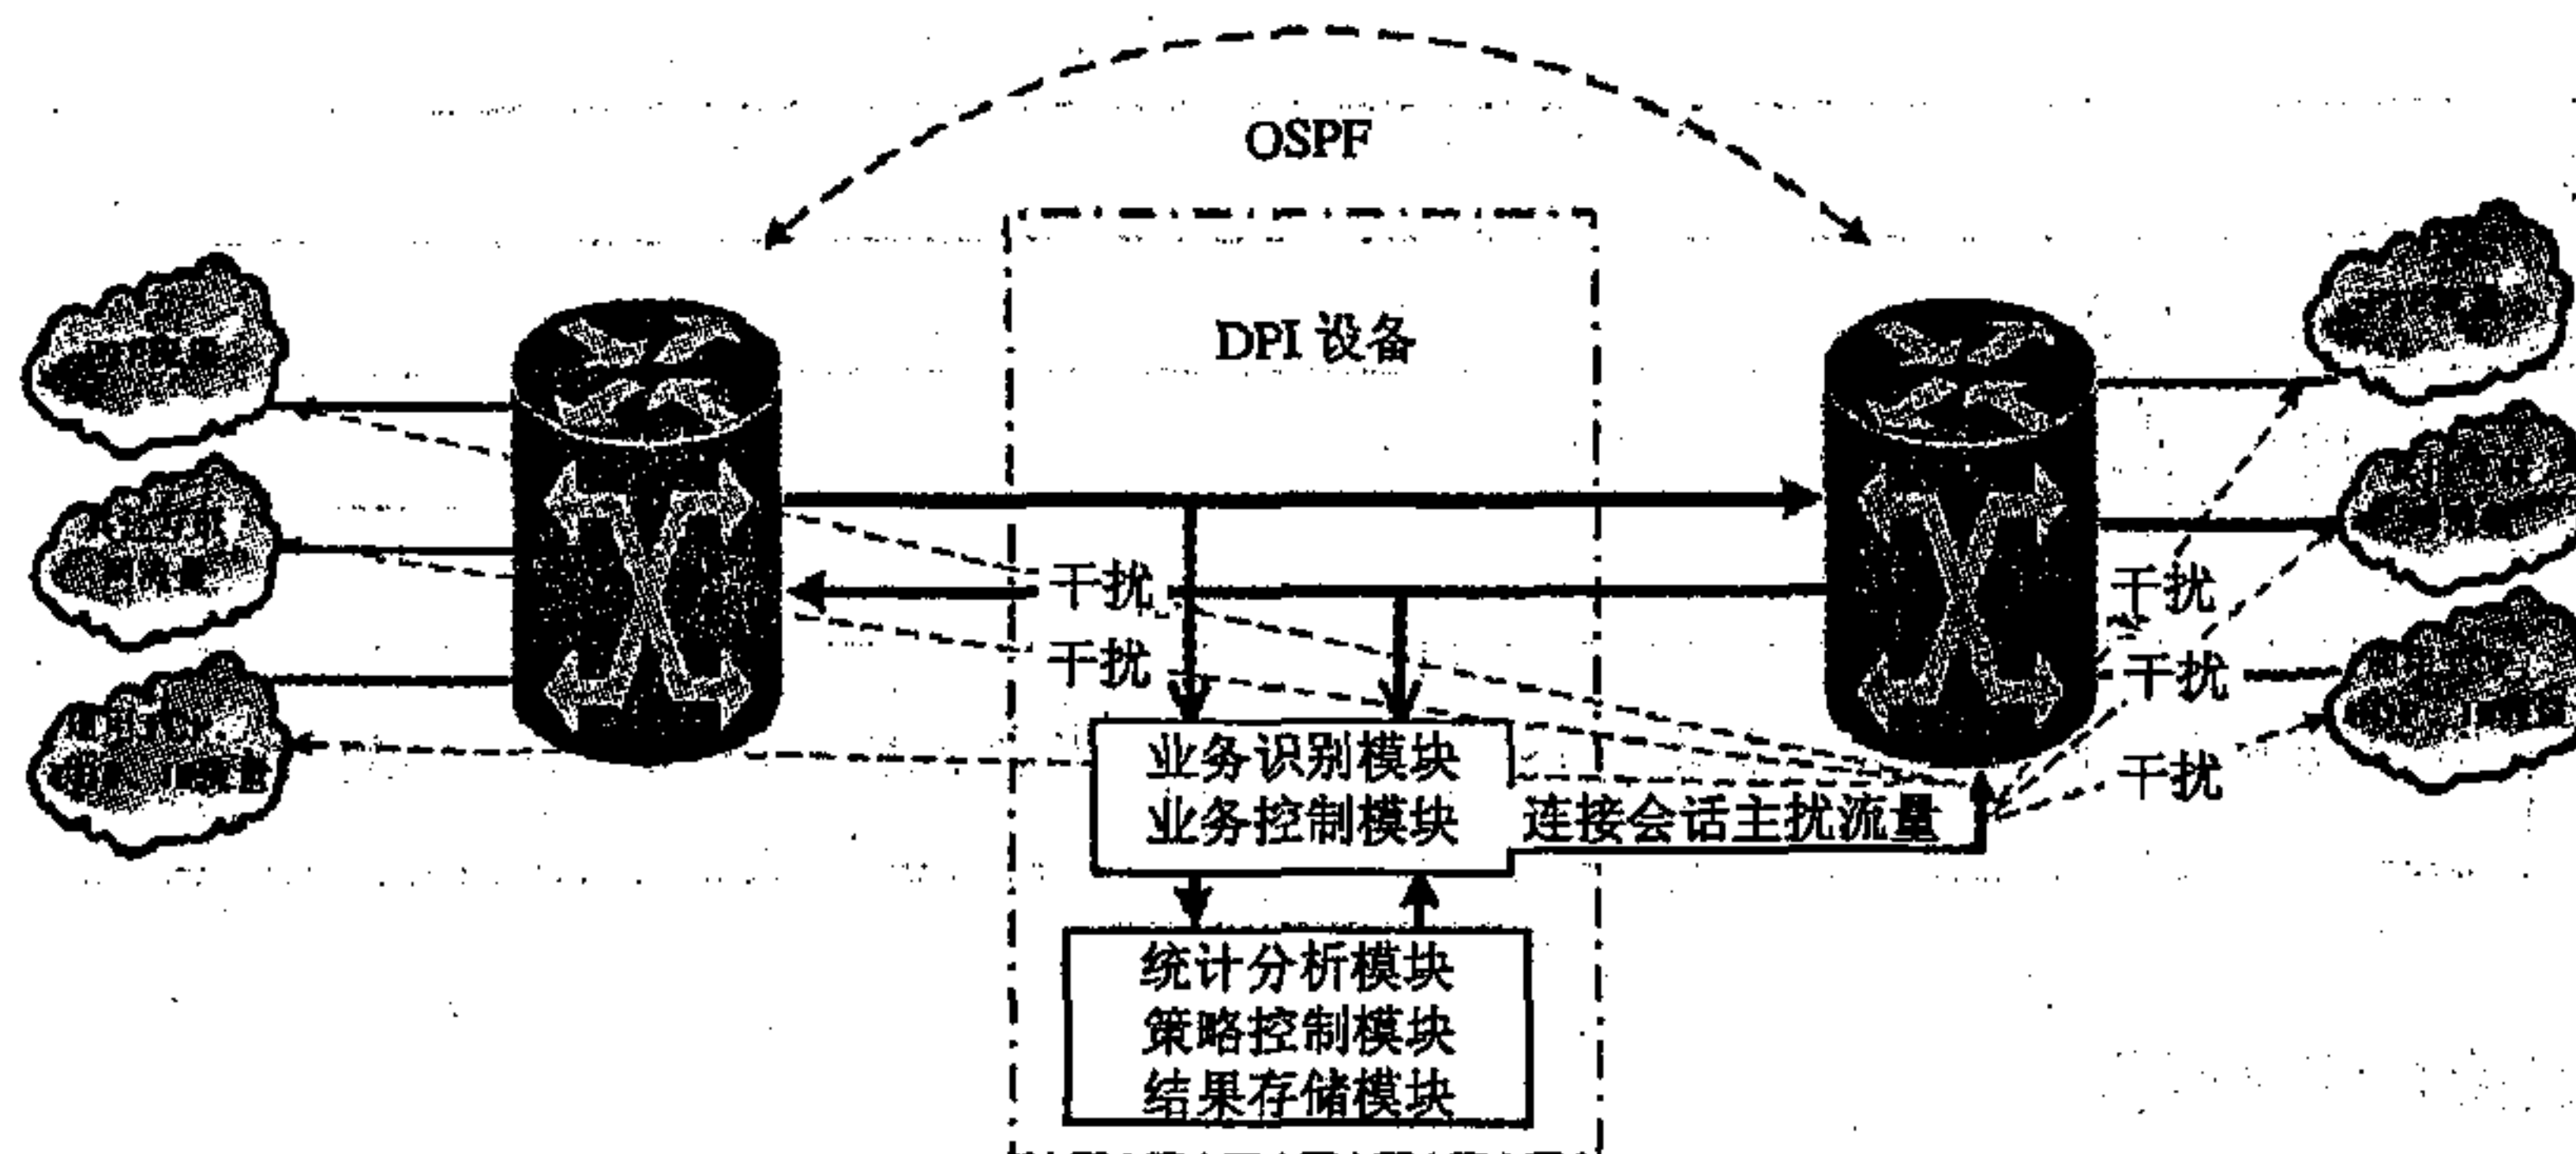 OSPF
DPI 设备
干扰
干扰
干扰
干扰
干扰
业务识别模块
业务控制模块
连接会话主扰流量
统计分析模块
策略控制模块
结果存储模块